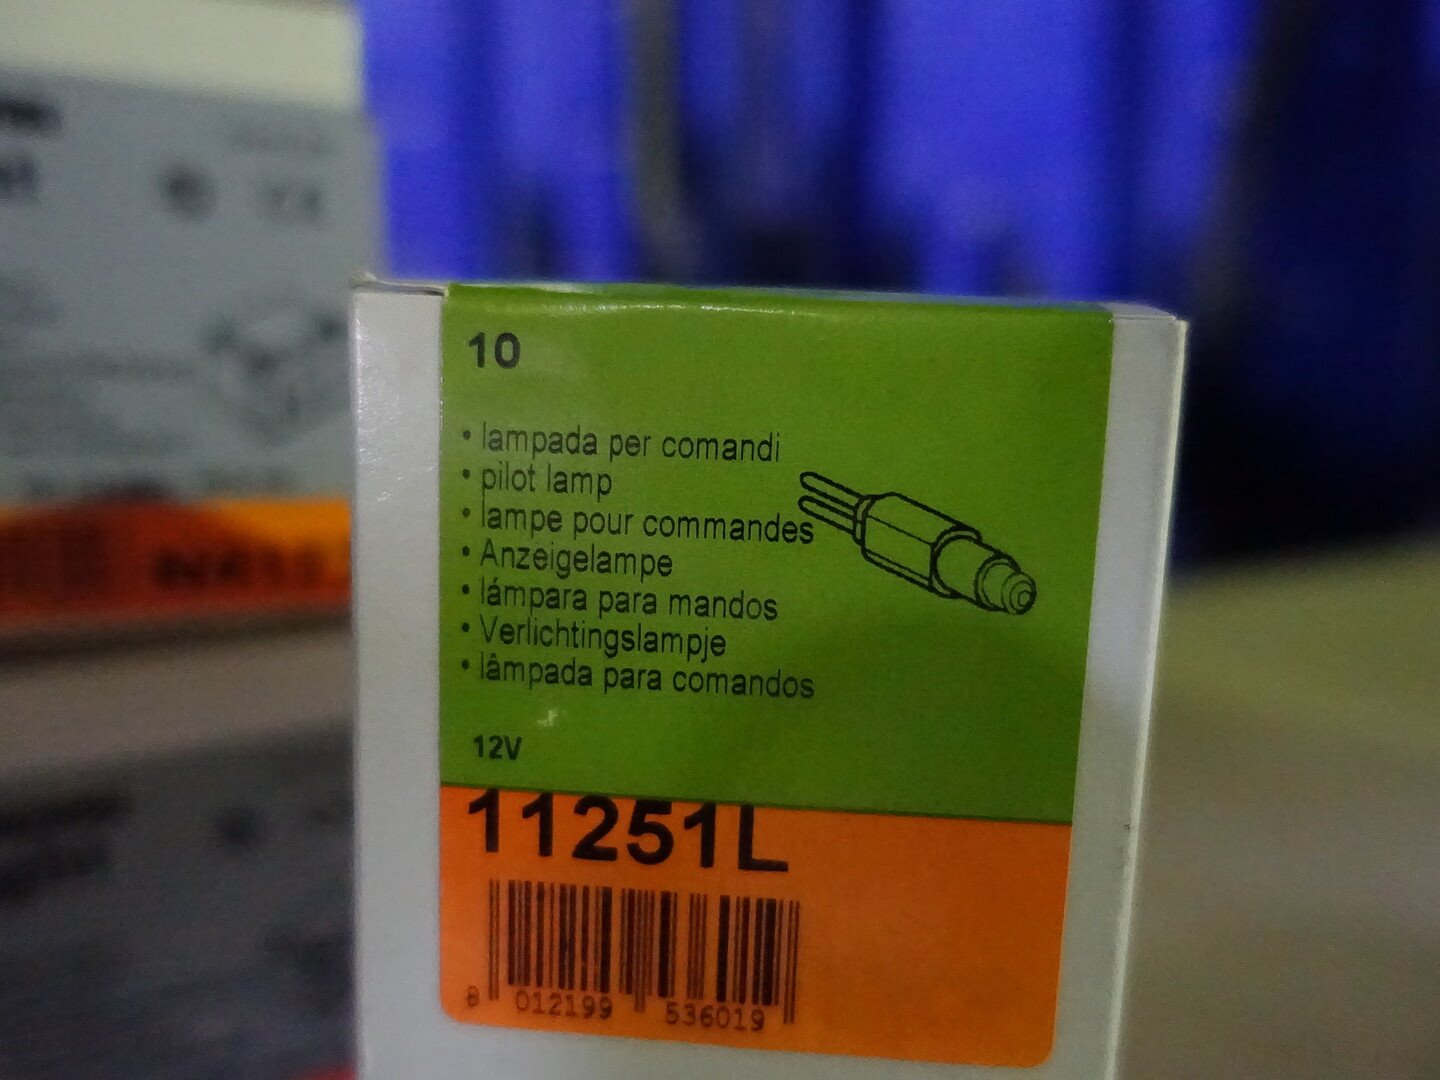 10
• lampada per comandi
• pilot lamp
• lampe pour commandes
• Anzeigelampe
• lámpara para mandos
• Verlichtingslampje
• lâmpada para comandos
12V
11251L
8 012199 536019